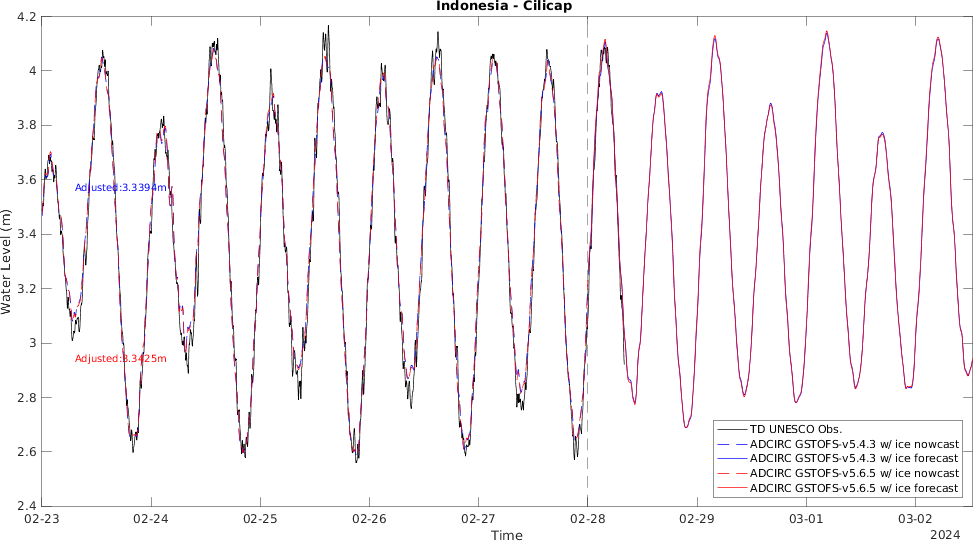 Indonesia - Cilicap
4.2
4
3.8
3.6
3.4
3.2
3
2.8
2.6
2.4
Water Level (m)
Adjusted:3.3394m
Adjusted:3.3425m
TD UNESCO Obs.
ADCIRC GSTOFS-v5.4.3 w/ ice nowcast
ADCIRC GSTOFS-v5.4.3 w/ ice forecast
ADCIRC GSTOFS-v5.6.5 w/ ice nowcast
ADCIRC GSTOFS-v5.6.5 w/ ice forecast
02-23 02-24 02-25 02-26 02-27 02-28 02-29 03-01 03-02
Time
2024